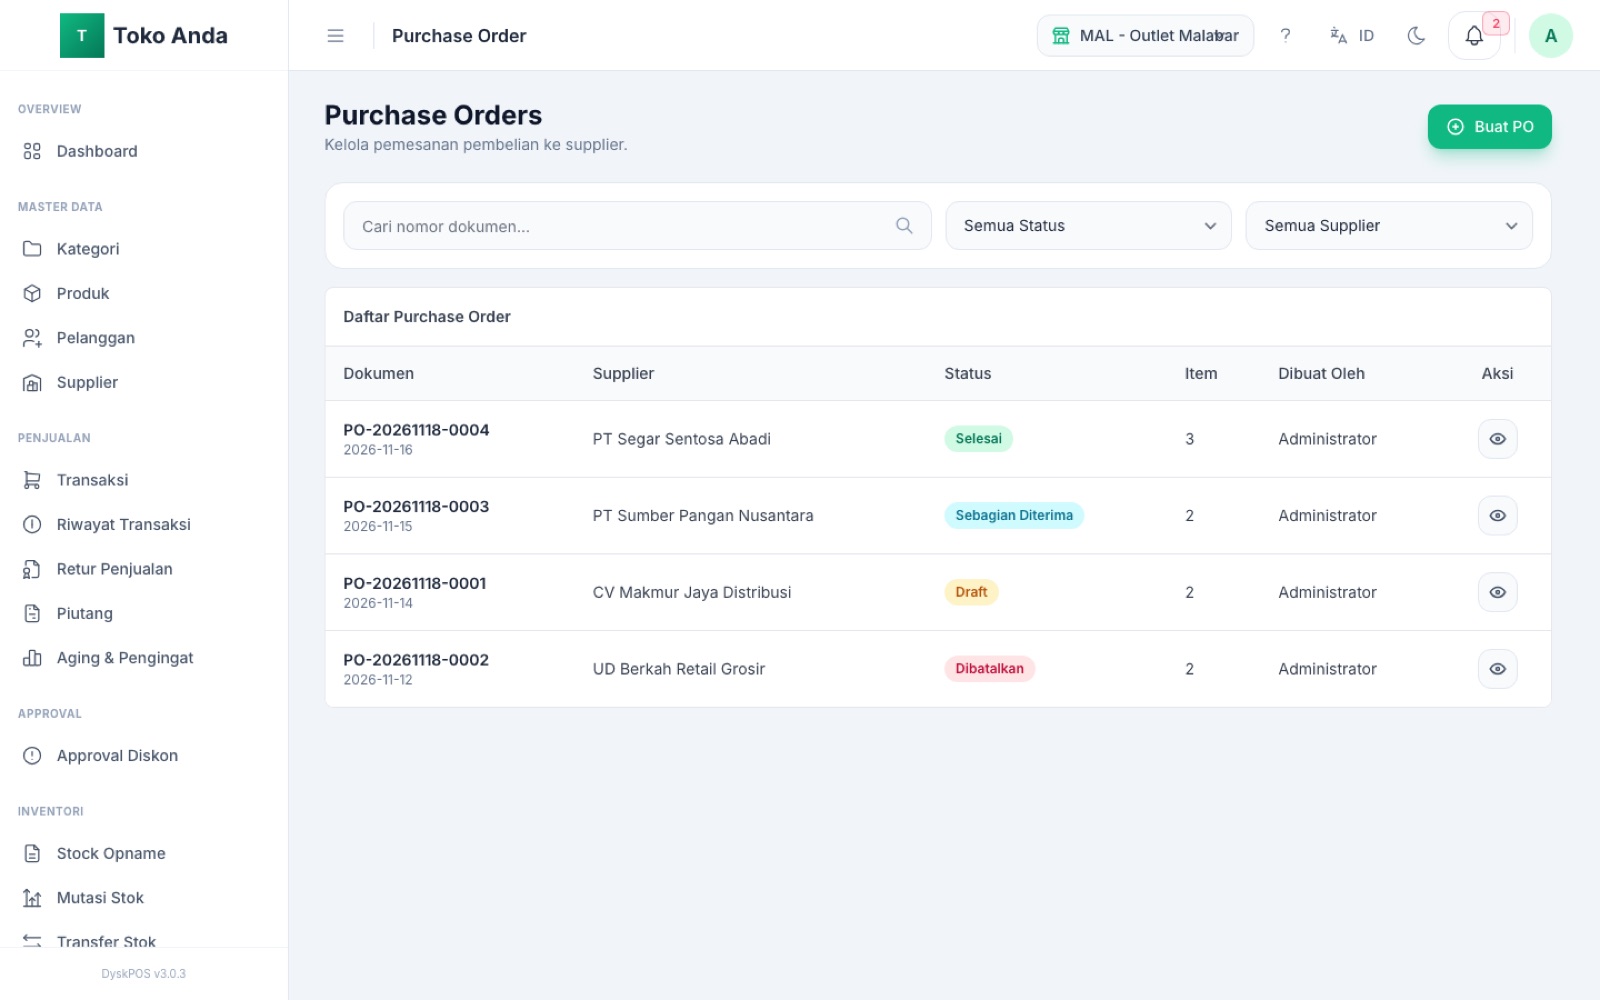 T Toko Anda
Purchase Order
MAL - Outlet Malabar
?
ID
2
A
OVERVIEW
Dashboard
MASTER DATA
Kategori
Produk
Pelanggan
Supplier
PENJUALAN
Transaksi
Riwayat Transaksi
Retur Penjualan
Piutang
Aging & Pengingat
APPROVAL
Approval Diskon
INVENTORI
Stock Opname
Mutasi Stok
Transfer Stok
DyskPOS v3.0.3
Purchase Orders
Kelola pemesanan pembelian ke supplier.
Buat PO
Cari nomor dokumen...
Semua Status
Semua Supplier
Daftar Purchase Order
Dokumen Supplier Status Item Dibuat Oleh Aksi
PO-20261118-0004 PT Segar Sentosa Abadi Selesai 3 Administrator
2026-11-16
PO-20261118-0003 PT Sumber Pangan Nusantara Sebagian Diterima 2 Administrator
2026-11-15
PO-20261118-0001 CV Makmur Jaya Distribusi Draft 2 Administrator
2026-11-14
PO-20261118-0002 UD Berkah Retail Grosir Dibatalkan 2 Administrator
2026-11-12